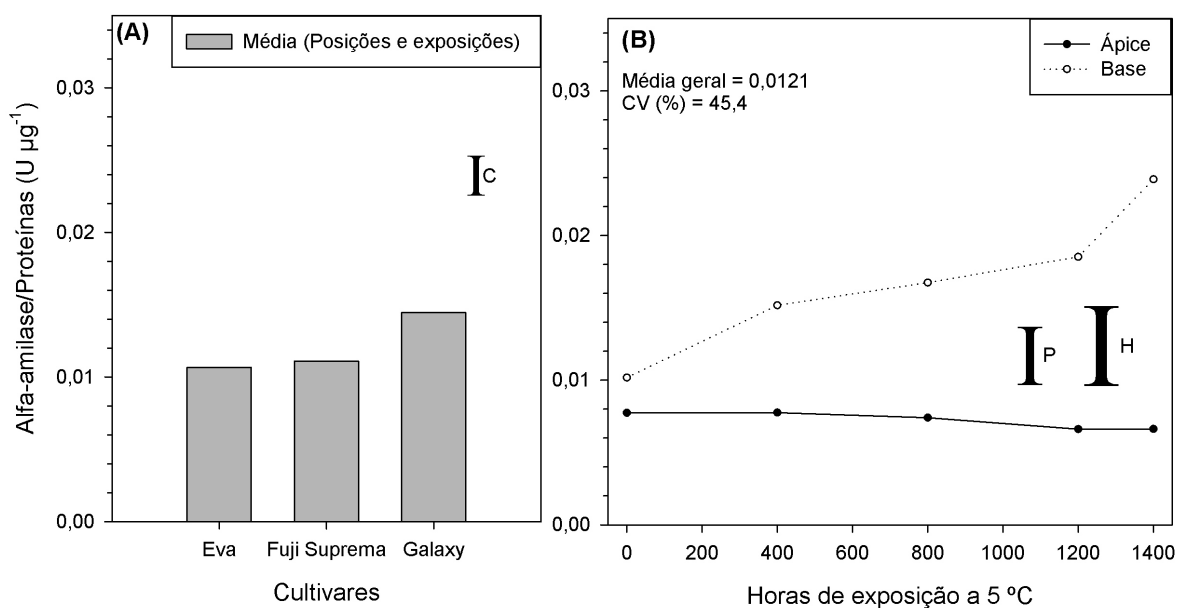 (A)
Média (Posições e exposições)
0,03
0,02
0,01
0,00
Alfa-amilase/Proteínas (U µg⁻¹)
C
Eva
Fuji Suprema
Galaxy
Cultivares
(B)
Ápice
Base
Média geral = 0,0121
CV (%) = 45,4
0,03
0,02
0,01
0,00
P
H
0 200 400 600 800 1000 1200 1400
Horas de exposição a 5 ºC